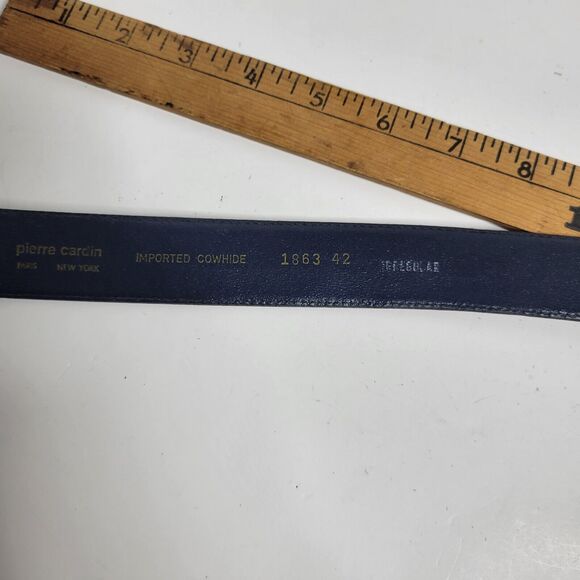 1 2 3 4 5 6 7 8
pierre cardin IMPORTED COWHIDE 1863 42 IRREGULAR
PARIS NEW YORK